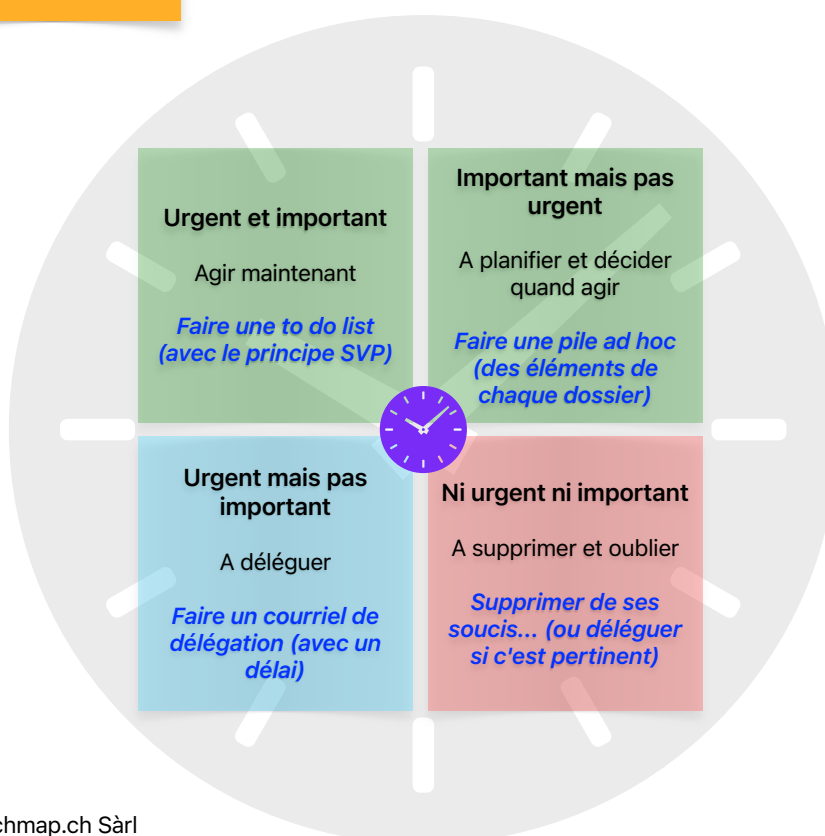 Urgent et important
Agir maintenant
Faire une to do list
(avec le principe SVP)
Important mais pas
urgent
A planifier et décider
quand agir
Faire une pile ad hoc
(des éléments de
chaque dossier)
Urgent mais pas
important
A déléguer
Faire un courriel de
délégation (avec un
délai)
Ni urgent ni important
A supprimer et oublier
Supprimer de ses
soucis... (ou déléguer
si c'est pertinent)
chmap.ch Sàrl